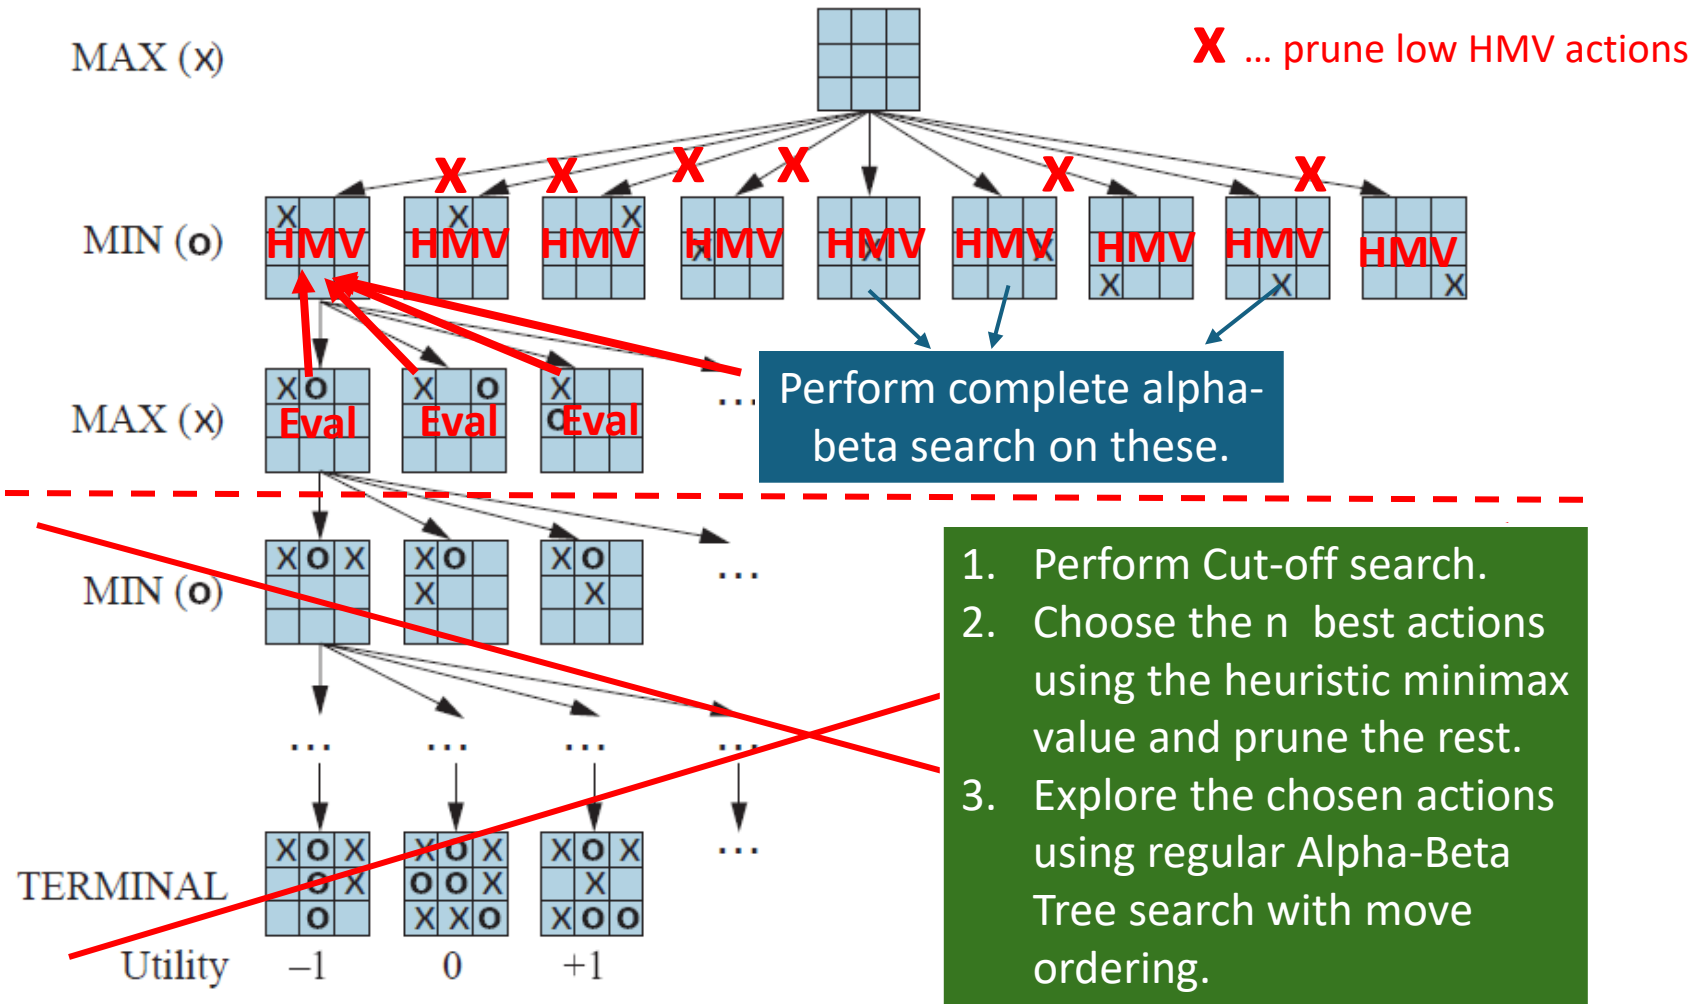 MAX (x)
X ... prune low HMV actions
X X X X X X
MIN (o)
X X X X X X X X X
HMV HMV HMV HMV HMV HMV HMV HMV HMV
MAX (x)
X O X O X O
Eval Eval Eval ...
Perform complete alpha-
beta search on these.
MIN (o)
X O X X O X O
X X
...
1. Perform Cut-off search.
2. Choose the n best actions
using the heuristic minimax
value and prune the rest.
3. Explore the chosen actions
using regular Alpha-Beta
Tree search with move
ordering.
... ... ... ...
TERMINAL
X O X X O X X O X
O X O O X X
O X X O X O O
...
Utility –1 0 +1